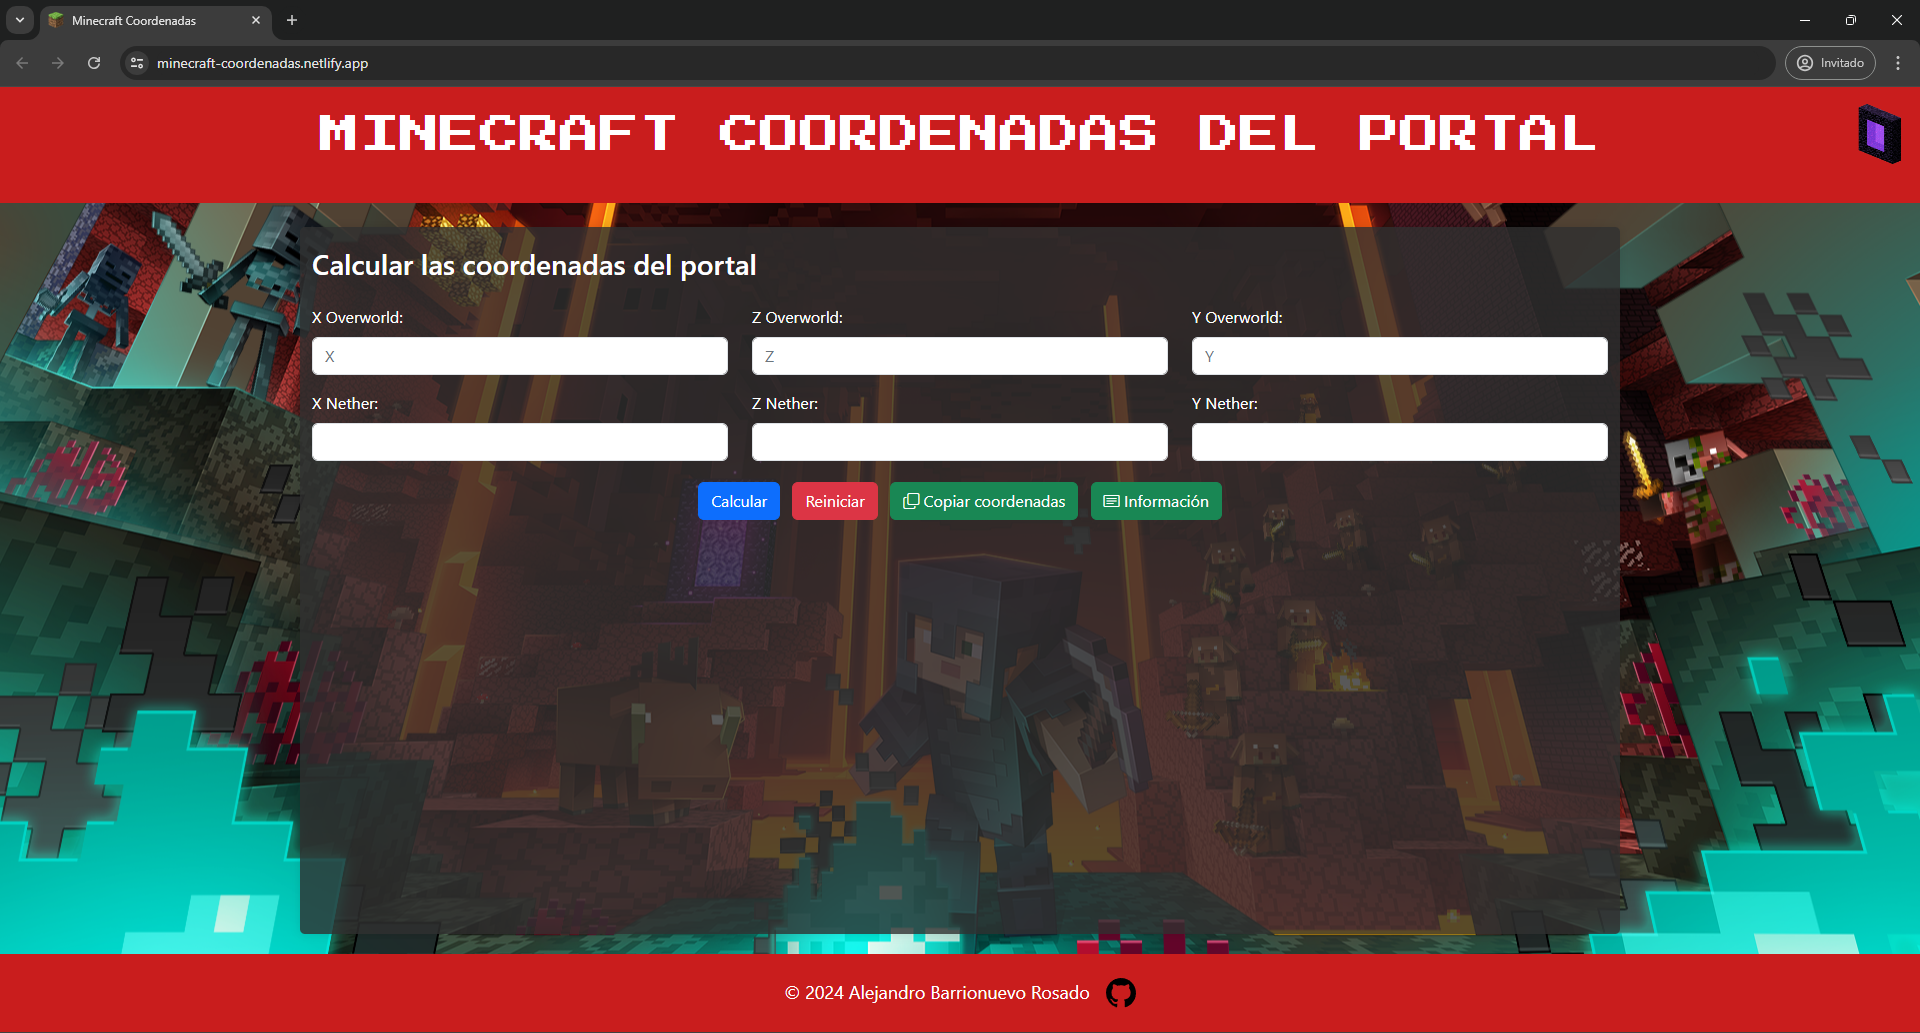 Minecraft Coordenadas
minecraft-coordenadas.netlify.app
Invitado
MINECRAFT COORDENADAS DEL PORTAL
Calcular las coordenadas del portal
X Overworld:
Z Overworld:
Y Overworld:
X
Z
Y
X Nether:
Z Nether:
Y Nether:
Calcular
Reiniciar
Copiar coordenadas
Información
© 2024 Alejandro Barrionuevo Rosado